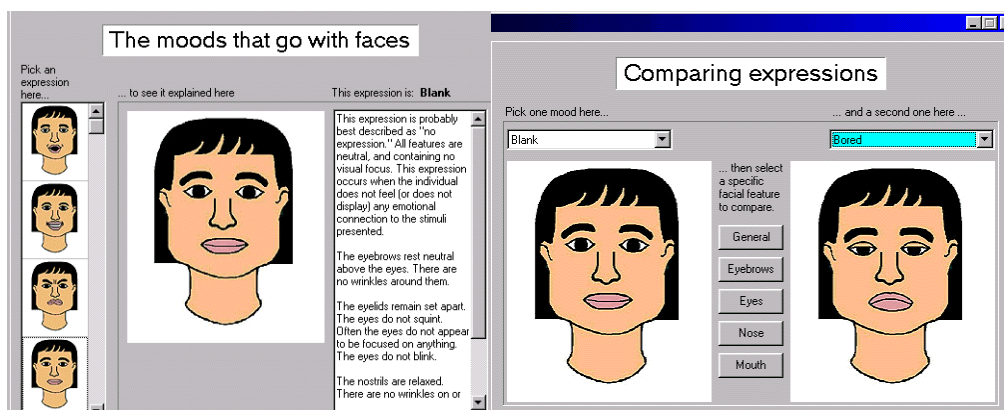 The moods that go with faces
Pick an
expression
here...
... to see it explained here
This expression is: Blank
This expression is probably
best described as "no
expression." All features are
neutral, and containing no
visual focus. This expression
occurs when the individual
does not feel (or does not
display) any emotional
connection to the stimuli
presented.
The eyebrows rest neutral
above the eyes. There are
no wrinkles around them.
The eyelids remain set apart.
The eyes do not squint.
Often the eyes do not appear
to be focused on anything.
The eyes do not blink.
The nostrils are relaxed.
There are no wrinkles on or
Comparing expressions
Pick one mood here...
... and a second one here ...
Blank
Bored
... then select
a specific
facial feature
to compare.
General
Eyebrows
Eyes
Nose
Mouth